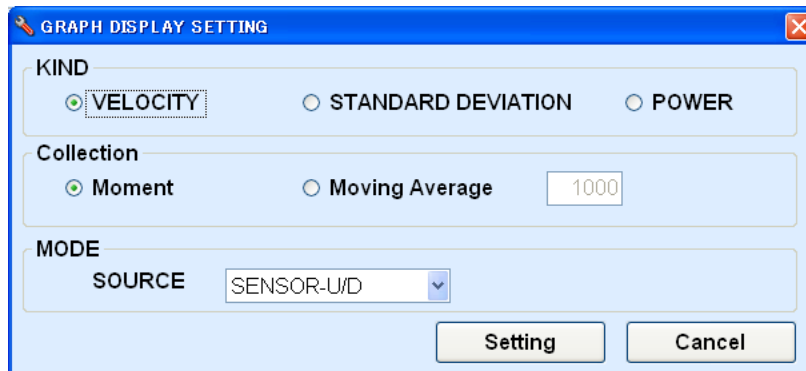 GRAPH DISPLAY SETTING
KIND
VELOCITY STANDARD DEVIATION POWER
Collection
Moment Moving Average 1000
MODE
SOURCE SENSOR-U/D
Setting Cancel